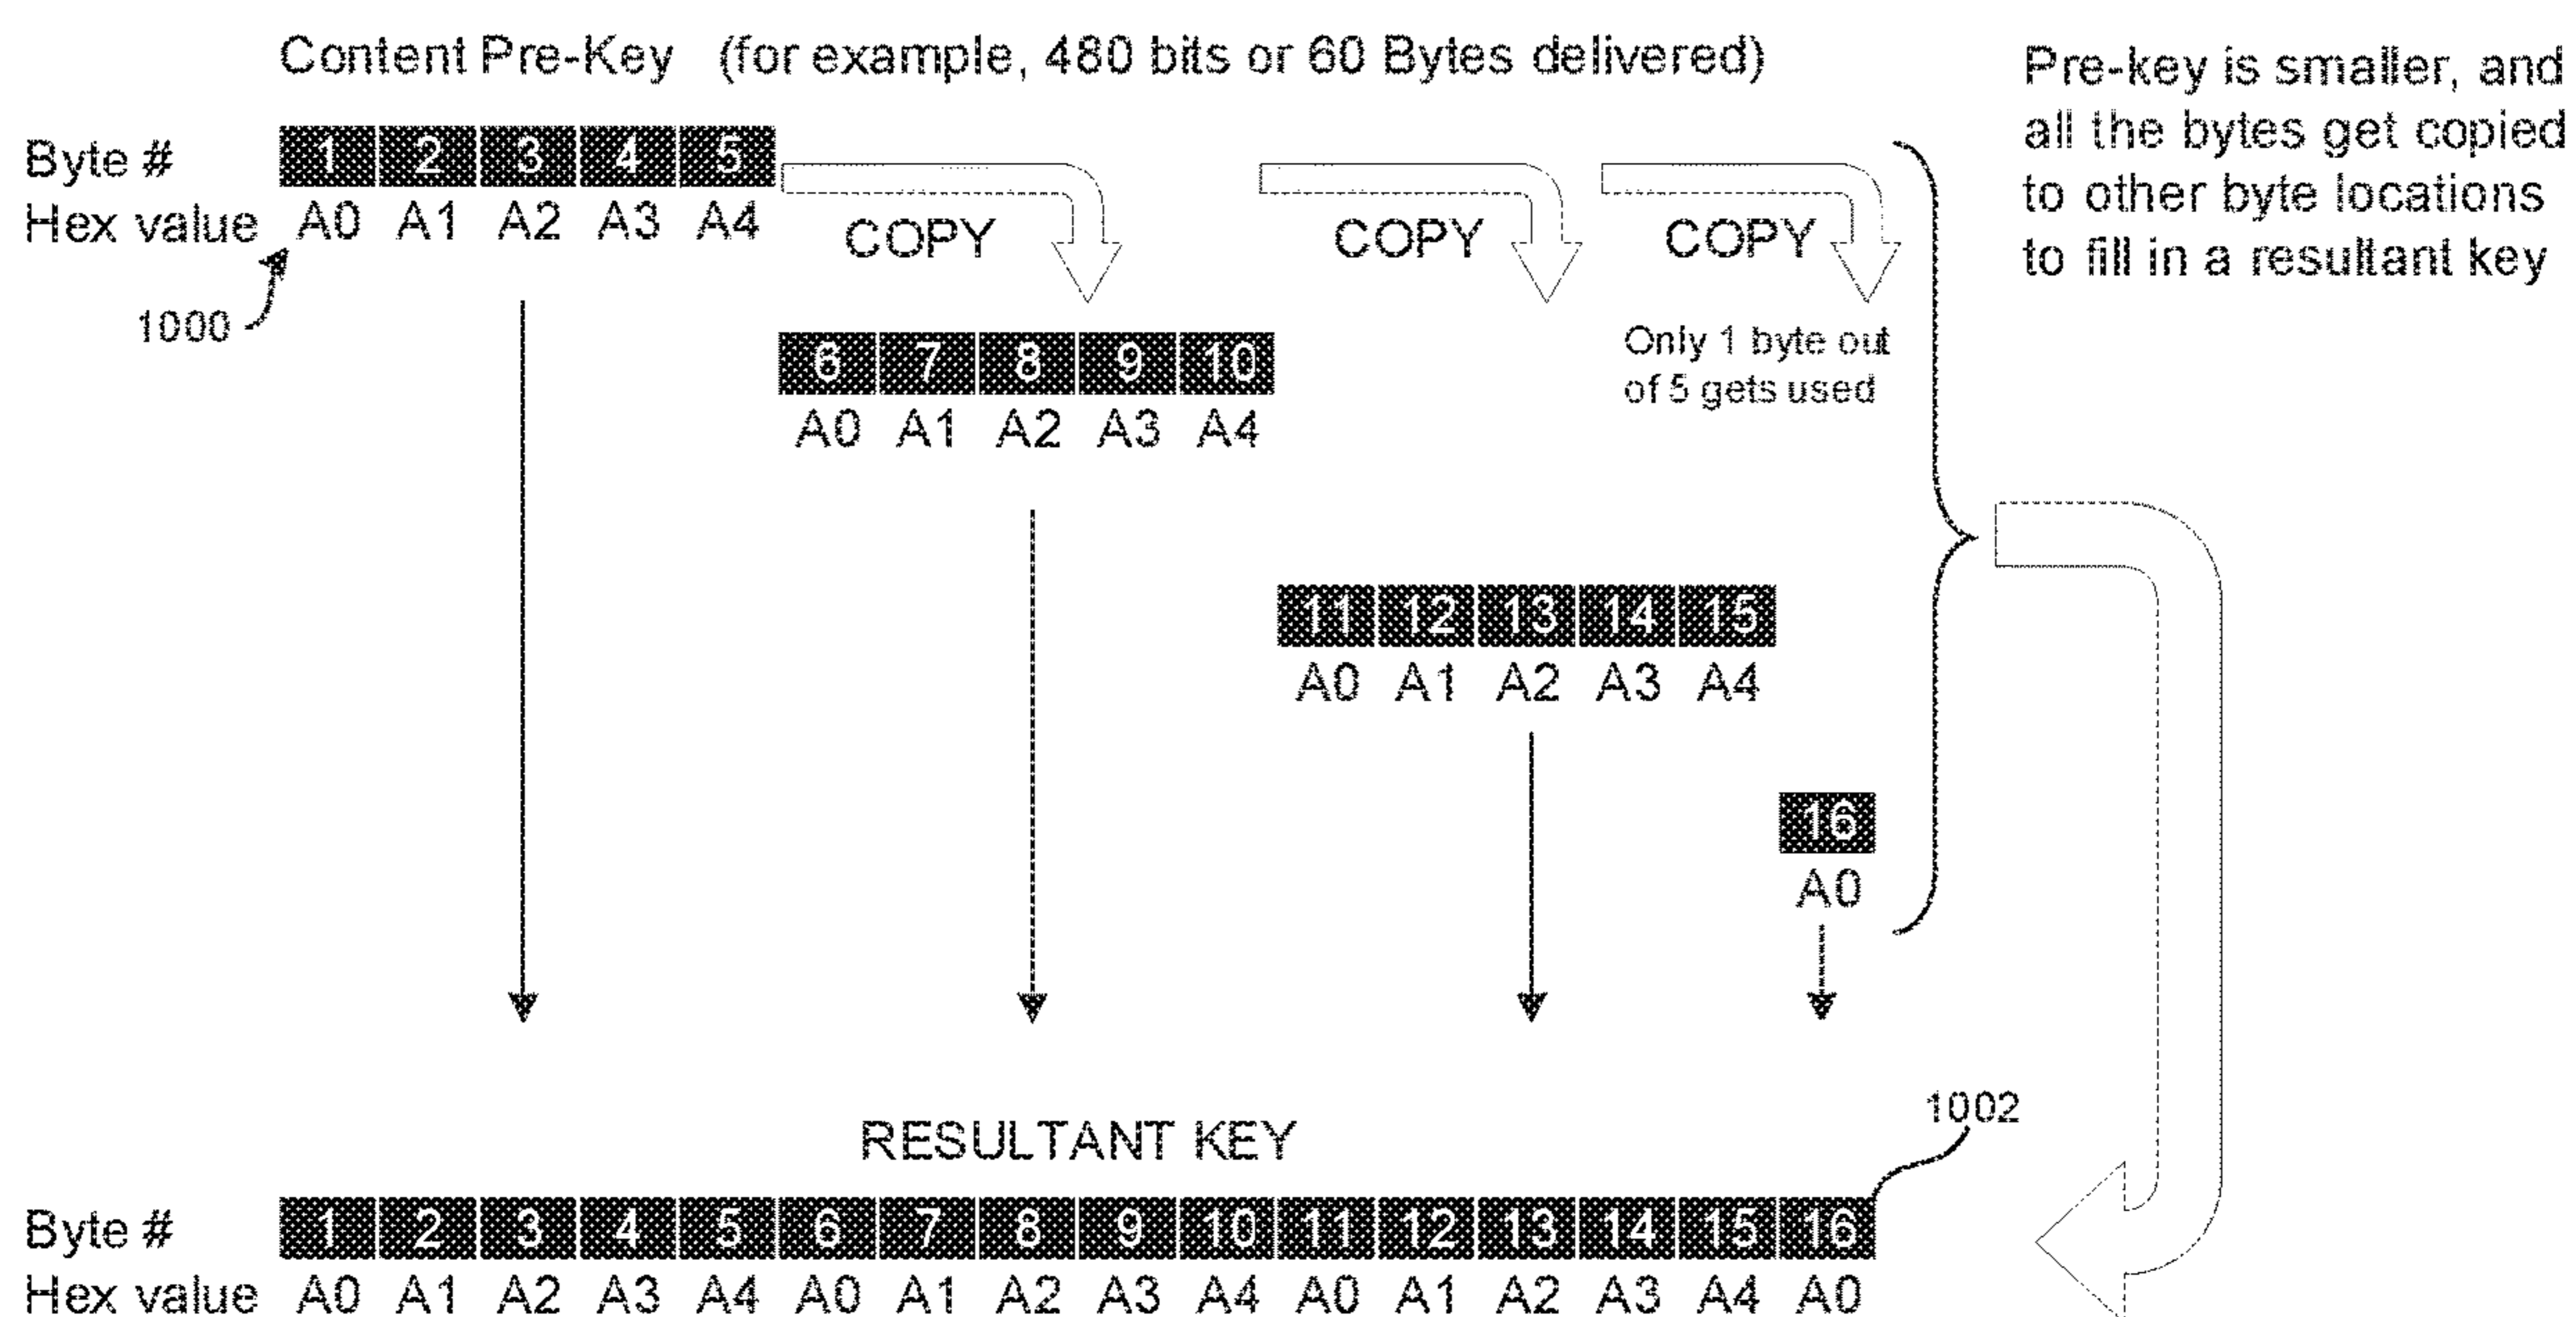 Content Pre-Key (for example, 480 bits or 60 Bytes delivered)
Pre-key is smaller, and
all the bytes get copied
to other byte locations
to fill in a resultant key
Byte # 1 2 3 4 5
Hex value A0 A1 A2 A3 A4
COPY COPY COPY
1000
Only 1 byte out
of 5 gets used
6 7 8 9 10
A0 A1 A2 A3 A4
11 12 13 14 15
A0 A1 A2 A3 A4
16
A0
1002
RESULTANT KEY
Byte # 1 2 3 4 5 6 7 8 9 10 11 12 13 14 15 16
Hex value A0 A1 A2 A3 A4 A0 A1 A2 A3 A4 A0 A1 A2 A3 A4 A0